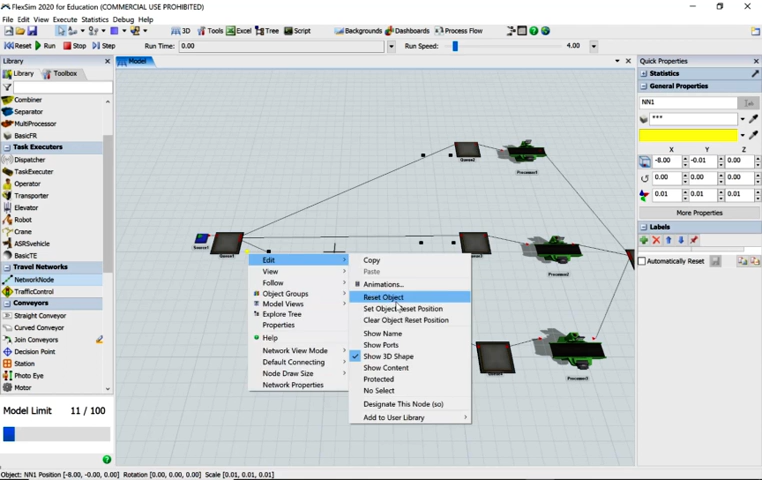 FlexSim 2020 for Education (COMMERCIAL USE PROHIBITED)
File Edit View Execute Statistics Debug Help
3D Tools Excel Tree Script Backgrounds Dashboards Process Flow
Reset Run Stop Step Run Time: 0.00 Run Speed: 4.00
Library
Library Toolbox
Combiner
Separator
MultiProcessor
BasicFR
Task Executers
Dispatcher
TaskExecuter
Operator
Transporter
Elevator
Robot
Crane
ASRSvehicle
BasicTE
Travel Networks
NetworkNode
TrafficControl
Conveyors
Straight Conveyor
Curved Conveyor
Join Conveyors
Decision Point
Station
Photo Eye
Motor
Model Limit 11 / 100
Model
Edit
View
Follow
Object Groups
Model Views
Explore Tree
Properties
Help
Network View Mode
Default Connecting
Node Draw Size
Network Properties
Copy
Paste
Animations...
Reset Object
Set Object Reset Position
Clear Object Reset Position
Show Name
Show Ports
Show 3D Shape
Show Content
Protected
No Select
Designate This Node (so)
Add to User Library
Quick Properties
Statistics
General Properties
NN1
***
X Y Z
-8.00 -0.01 0.00
0.00 0.00 0.00
0.01 0.01 0.01
More Properties
Labels
Automatically Reset
Object: NN1 Position [-8.00, -0.00, 0.00] Rotation [0.00, 0.00, 0.00] Scale [0.01, 0.01, 0.01]